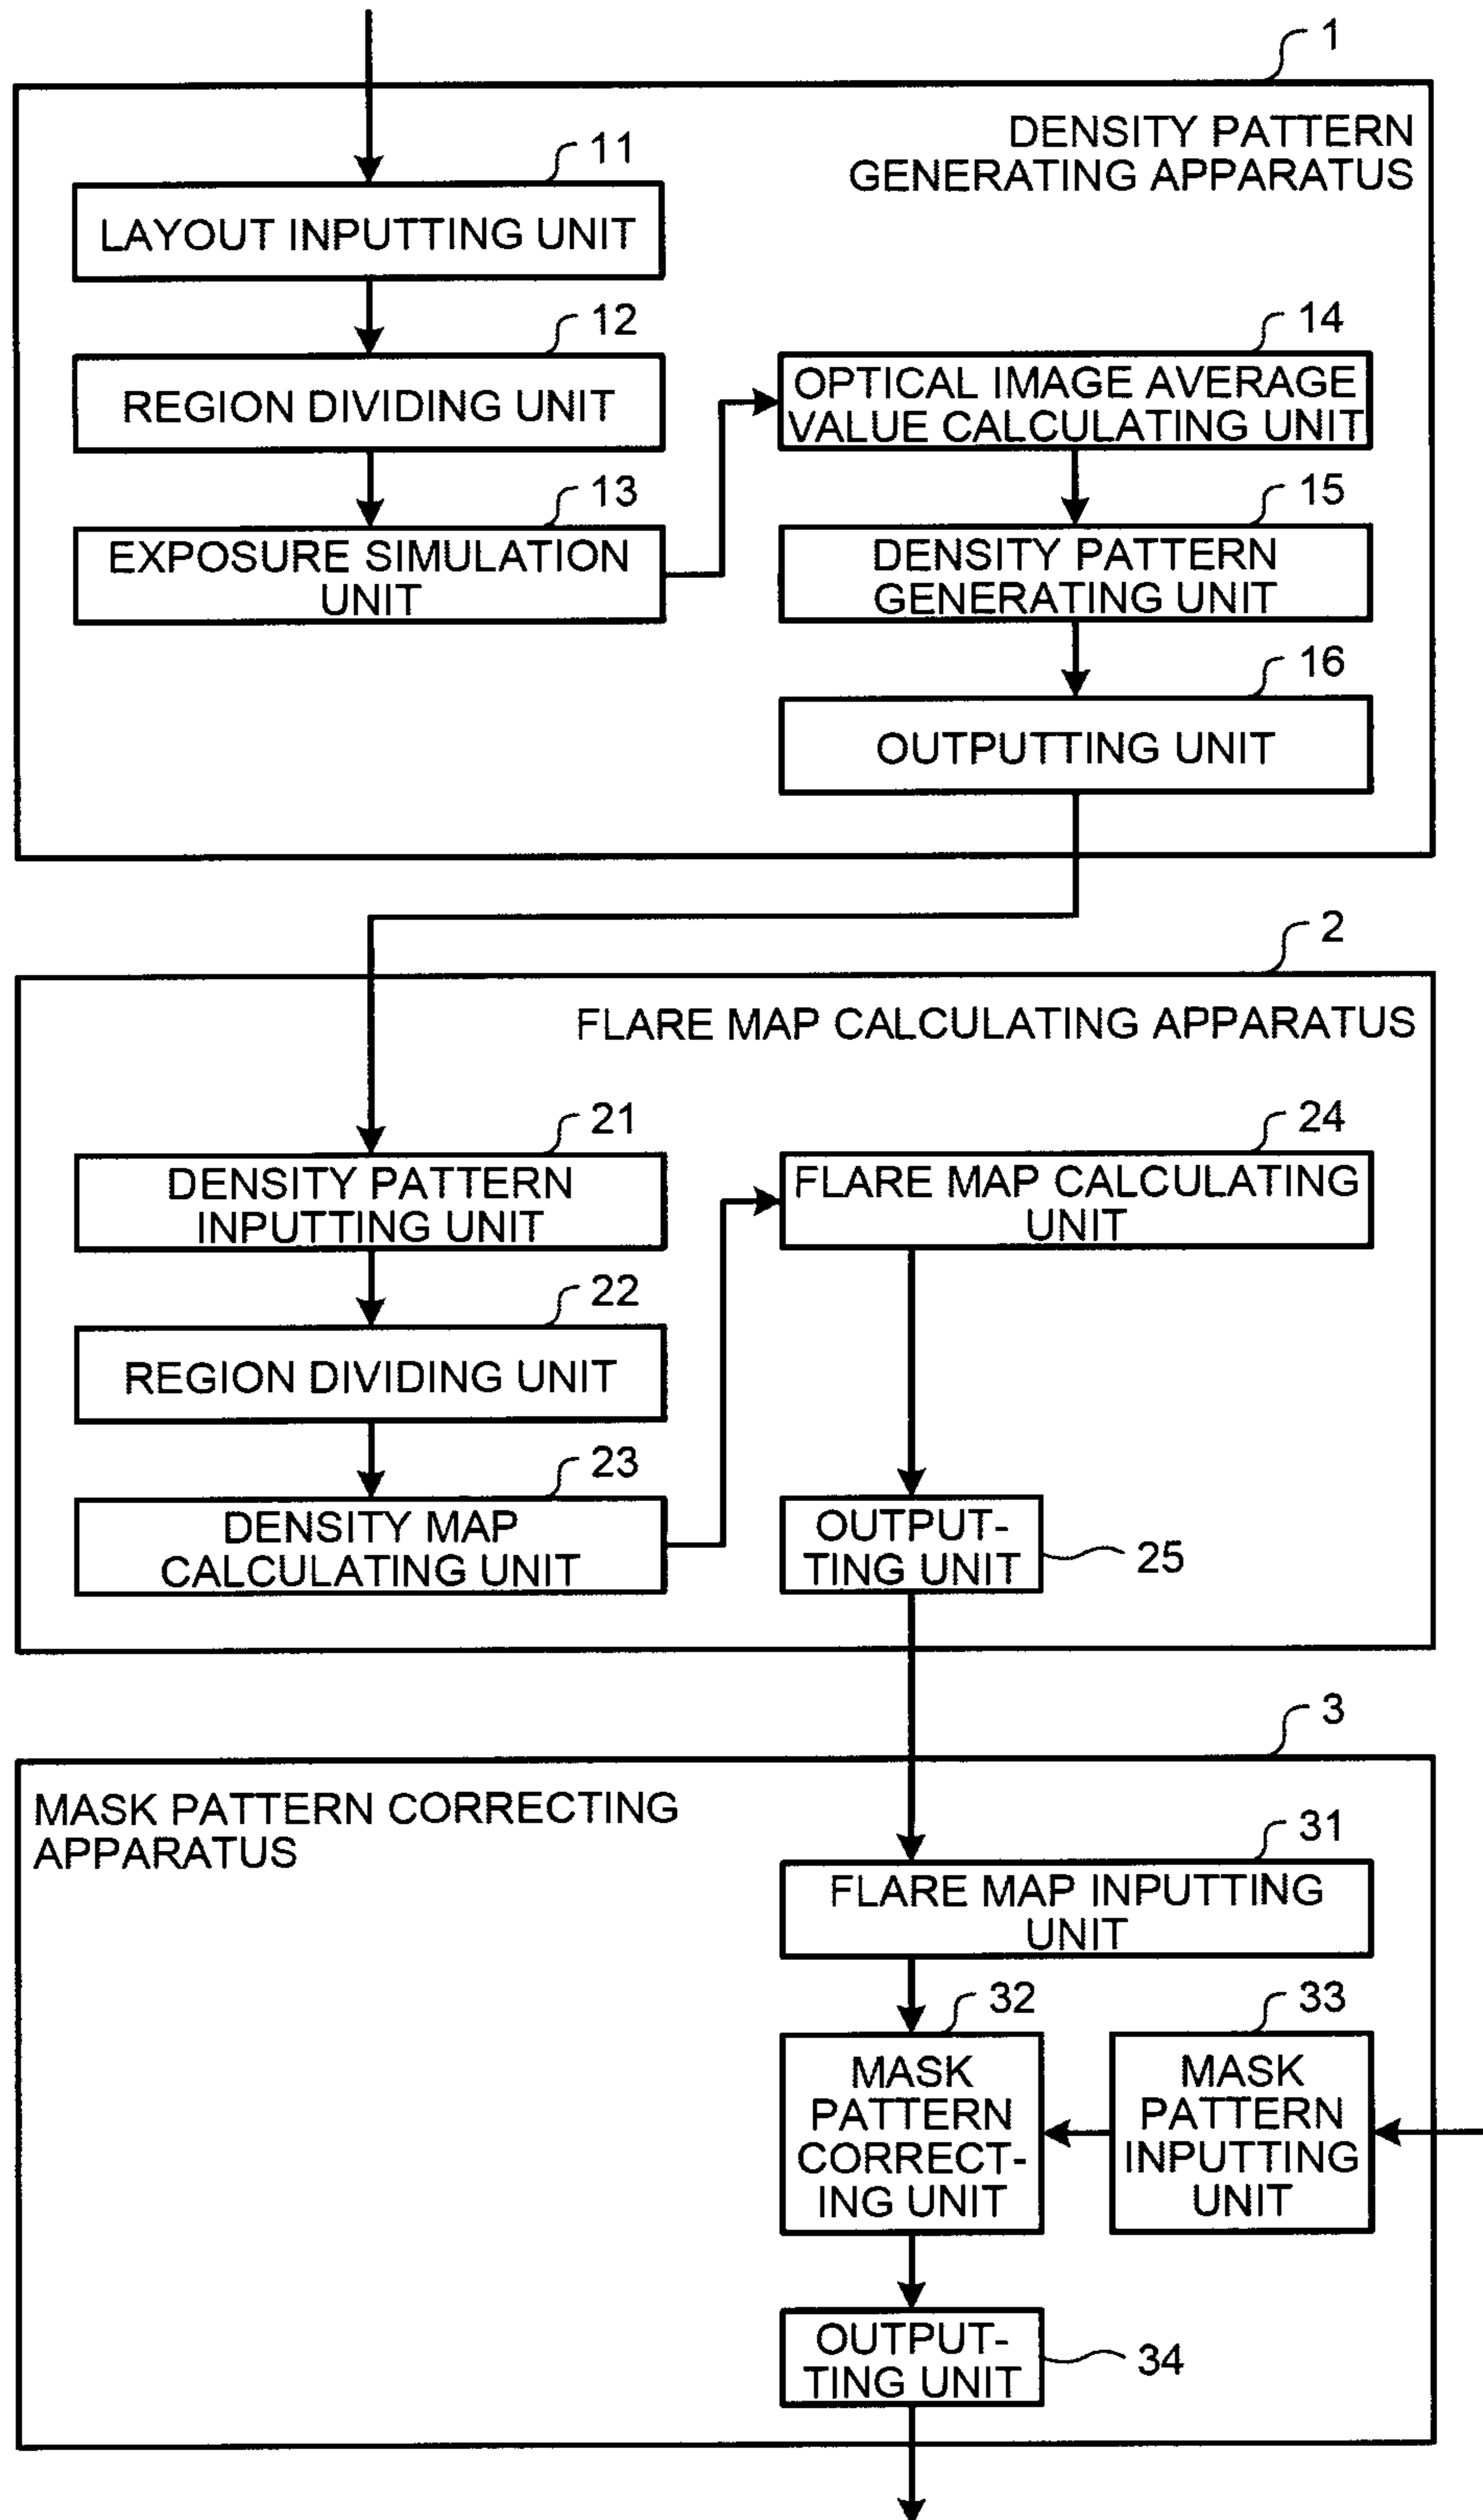 1
DENSITY PATTERN
GENERATING APPARATUS
11
LAYOUT INPUTTING UNIT
12
REGION DIVIDING UNIT
13
EXPOSURE SIMULATION
UNIT
14
OPTICAL IMAGE AVERAGE
VALUE CALCULATING UNIT
15
DENSITY PATTERN
GENERATING UNIT
16
OUTPUTTING UNIT
2
FLARE MAP CALCULATING APPARATUS
21
DENSITY PATTERN
INPUTTING UNIT
22
REGION DIVIDING UNIT
23
DENSITY MAP
CALCULATING UNIT
24
FLARE MAP CALCULATING
UNIT
OUTPUT-
TING UNIT
25
3
MASK PATTERN CORRECTING
APPARATUS
31
FLARE MAP INPUTTING
UNIT
32
MASK
PATTERN
CORRECT-
ING UNIT
33
MASK
PATTERN
INPUTTING
UNIT
OUTPUT-
TING UNIT
34